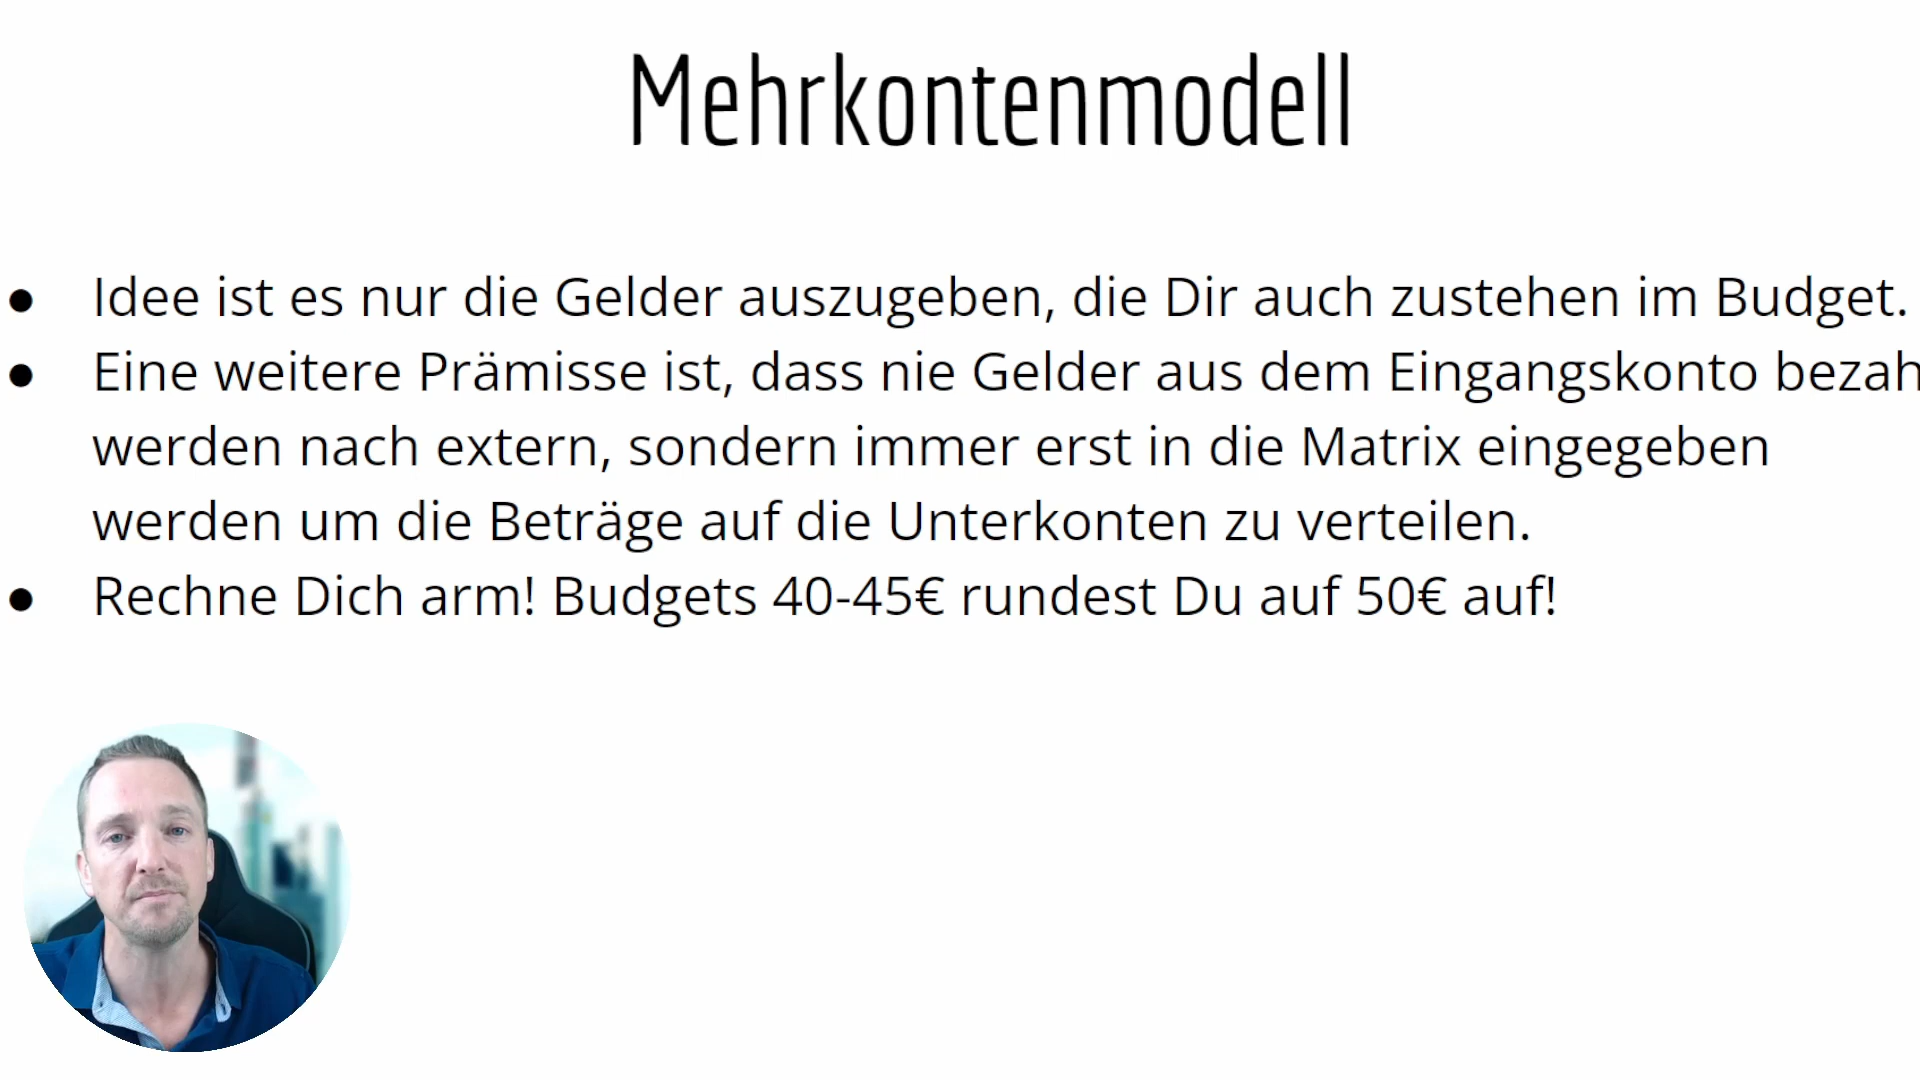 Mehrkontenmodell
● Idee ist es nur die Gelder auszugeben, die Dir auch zustehen im Budget.
● Eine weitere Prämisse ist, dass nie Gelder aus dem Eingangskonto bezah
werden nach extern, sondern immer erst in die Matrix eingegeben
werden um die Beträge auf die Unterkonten zu verteilen.
● Rechne Dich arm! Budgets 40-45€ rundest Du auf 50€ auf!